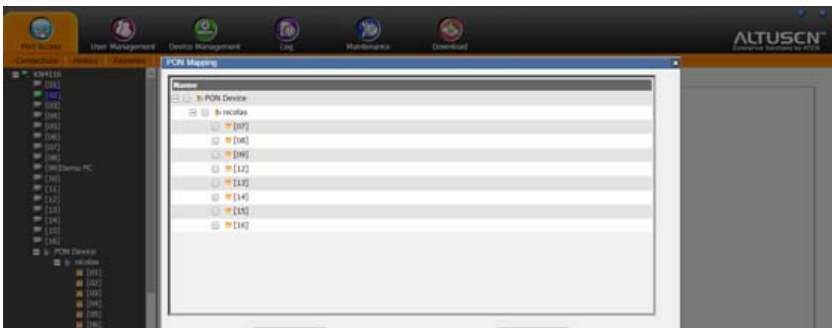 Port Access
User Management
Device Management
Log
Maintenance
Download
ALTUSCN
Connections
History
Favorites
PON Mapping
KN4116
[01]
[02]
[03]
[04]
[05]
[06]
[07]
[08]
[09]Demo PC
[10]
[11]
[12]
[13]
[14]
[15]
[16]
PON Device
nicolas
[01]
[02]
[03]
[04]
[05]
[06]
Name
PON Device
nicolas
[07]
[08]
[09]
[12]
[13]
[14]
[15]
[16]